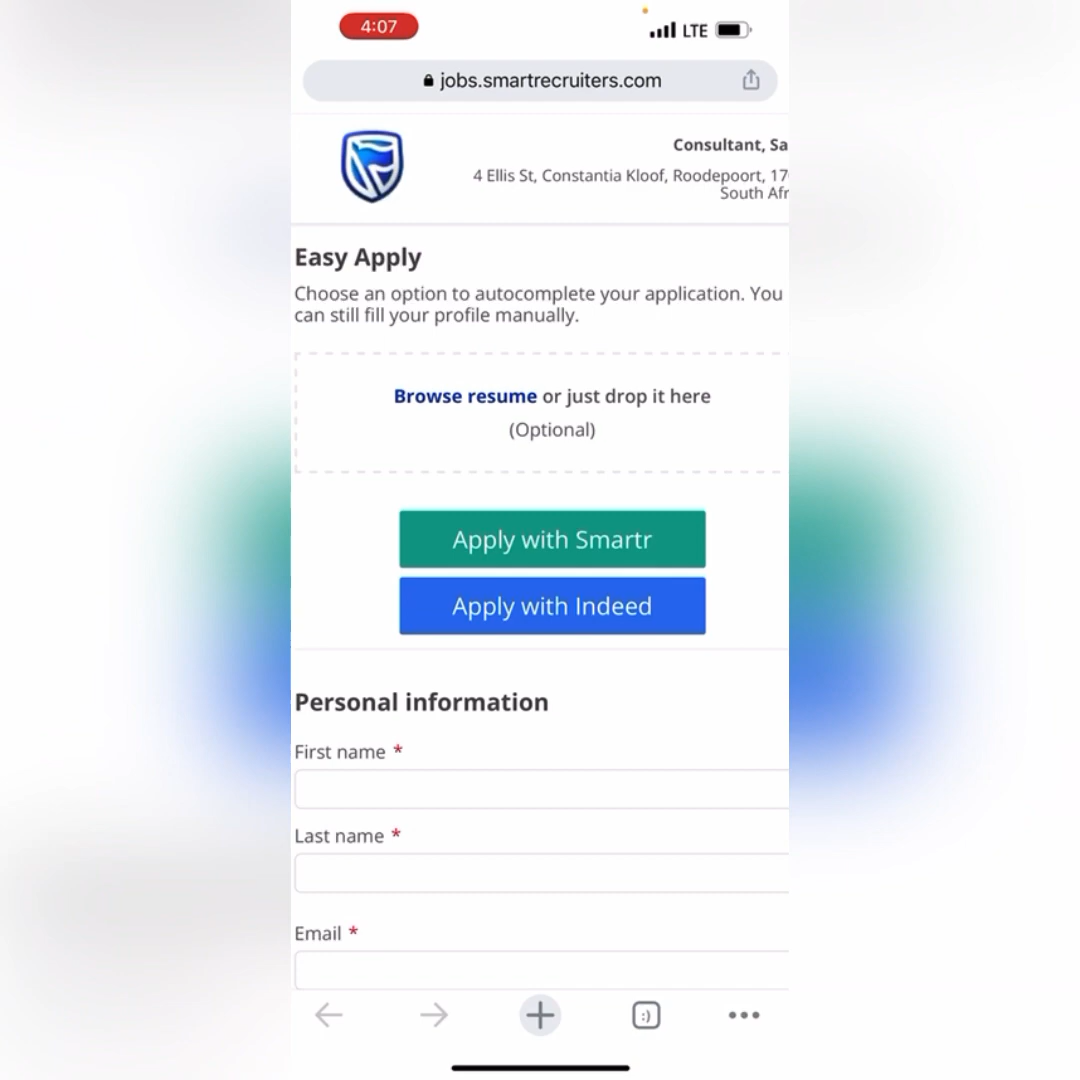 4:07
LTE
jobs.smartrecruiters.com
Consultant, Sa
4 Ellis St, Constantia Kloof, Roodepoort, 17
South Afr
Easy Apply
Choose an option to autocomplete your application. You
can still fill your profile manually.
Browse resume or just drop it here
(Optional)
Apply with Smartr
Apply with Indeed
Personal information
First name *
Last name *
Email *
:)